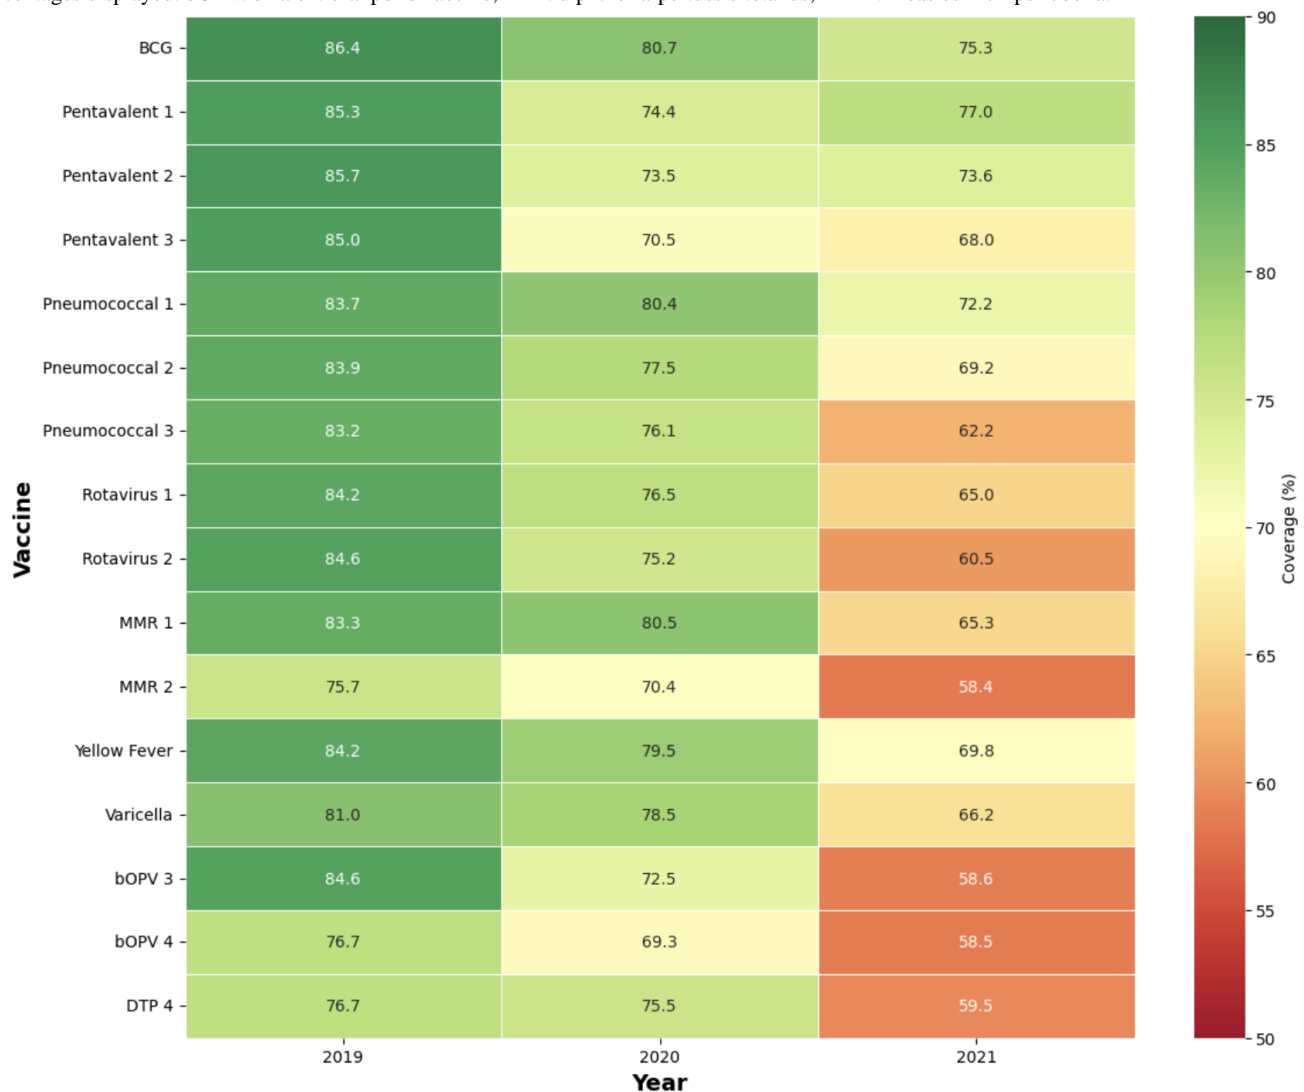 BCG 86.4 80.7 75.3
Pentavalent 1 85.3 74.4 77.0
Pentavalent 2 85.7 73.5 73.6
Pentavalent 3 85.0 70.5 68.0
Pneumococcal 1 83.7 80.4 72.2
Pneumococcal 2 83.9 77.5 69.2
Pneumococcal 3 83.2 76.1 62.2
Rotavirus 1 84.2 76.5 65.0
Rotavirus 2 84.6 75.2 60.5
MMR 1 83.3 80.5 65.3
MMR 2 75.7 70.4 58.4
Yellow Fever 84.2 79.5 69.8
Varicella 81.0 78.5 66.2
bOPV 3 84.6 72.5 58.6
bOPV 4 76.7 69.3 58.5
DTP 4 76.7 75.5 59.5
2019 2020 2021
Year
Vaccine
90
85
80
75
70
65
60
55
50
Coverage (%)